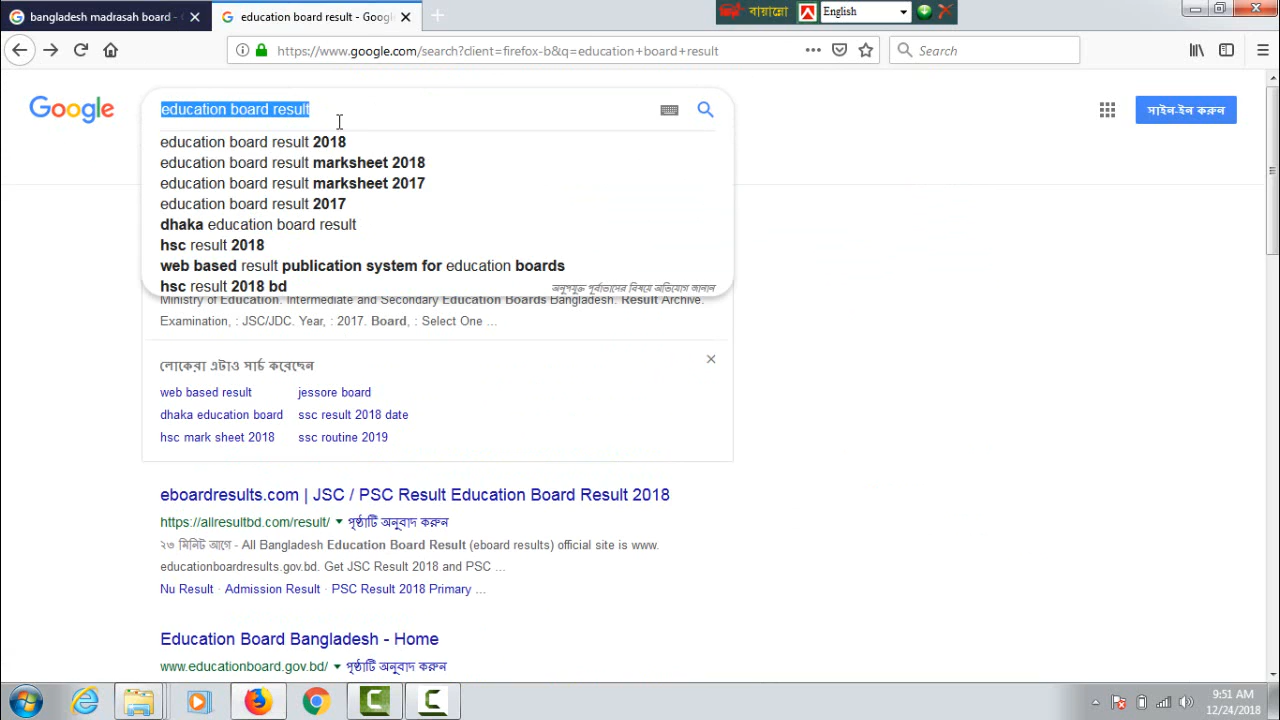 bangladesh madrasha board - G
education board result - Googl
বায়ান্নো
English
https://www.google.com/search?client=firefox-b&q=education+board+result
Search
Google
education board result
সাইন-ইন করুন
education board result 2018
education board result marksheet 2018
education board result marksheet 2017
education board result 2017
dhaka education board result
hsc result 2018
web based result publication system for education boards
hsc result 2018 bd
অনুপযুক্ত পূর্বাভাসের বিষয়ে অভিযোগ জানান
Ministry of Education. Intermediate and Secondary Education Boards Bangladesh. Result Archive.
Examination, : JSC/JDC. Year, : 2017. Board, : Select One ...
লোকেরা এটাও সার্চ করেছেন
web based result jessore board
dhaka education board ssc result 2018 date
hsc mark sheet 2018 ssc routine 2019
eboardresults.com | JSC / PSC Result Education Board Result 2018
https://allresultbd.com/result/ ▼ পৃষ্ঠাটি অনুবাদ করুন
২৩ মিনিট আগে - All Bangladesh Education Board Result (eboard results) official site is www.
educationboardresults.gov.bd. Get JSC Result 2018 and PSC ...
Nu Result · Admission Result · PSC Result 2018 Primary ...
Education Board Bangladesh - Home
www.educationboard.gov.bd/ ▼ পৃষ্ঠাটি অনুবাদ করুন
9:51 AM
12/24/2018